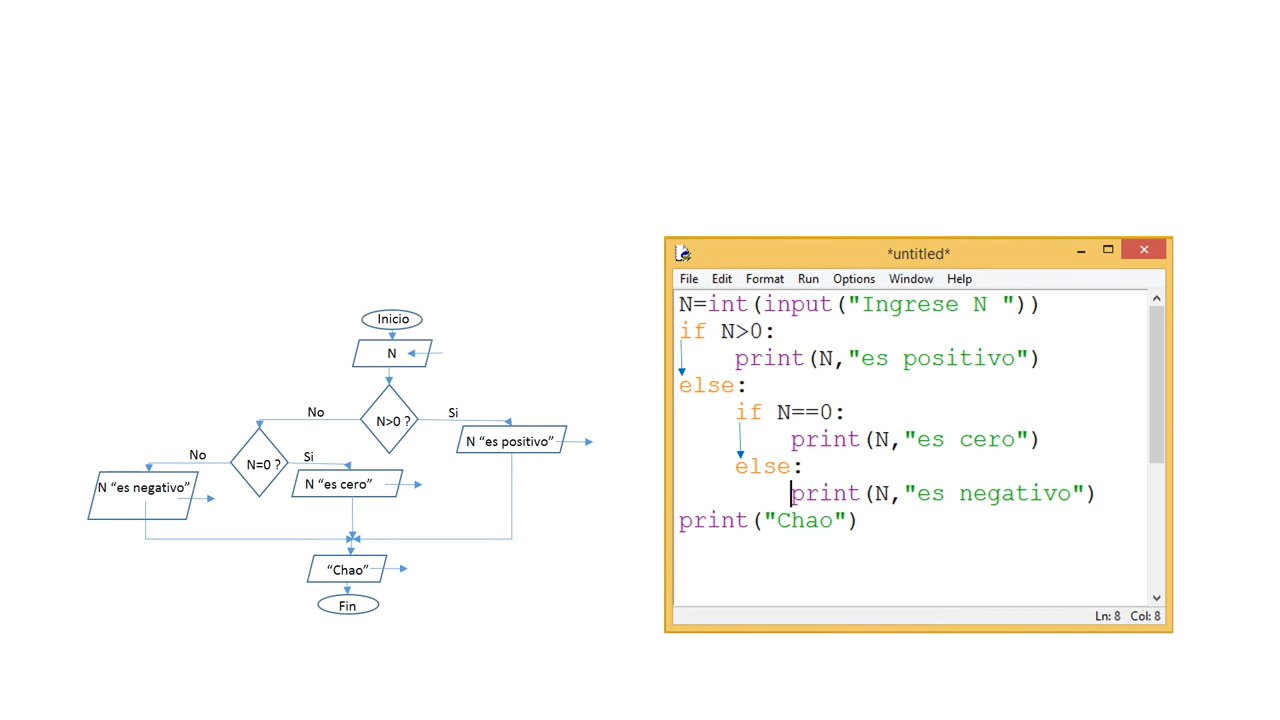 Inicio
N
N>0 ?
No
Si
N “es positivo”
N=0 ?
No
Si
N “es negativo”
N “es cero”
“Chao”
Fin
*untitled*
File Edit Format Run Options Window Help
N=int(input("Ingrese N "))
if N>0:
    print(N,"es positivo")
else:
    if N==0:
        print(N,"es cero")
    else:
        print(N,"es negativo")
print("Chao")
Ln: 8 Col: 8